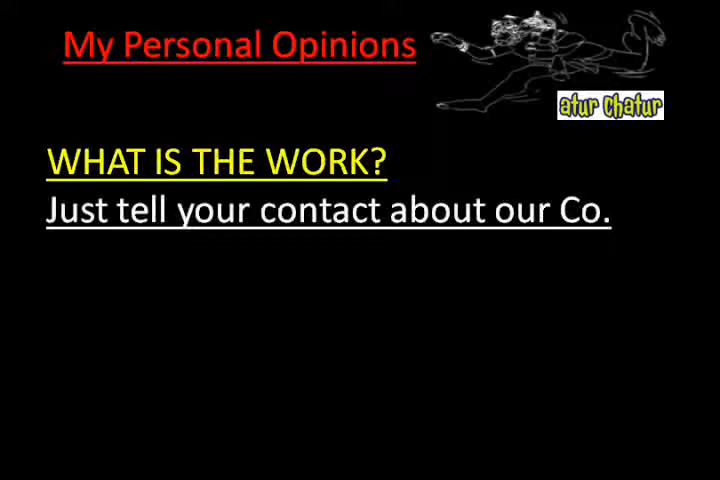 My Personal Opinions
atur chatur
WHAT IS THE WORK?
Just tell your contact about our Co.